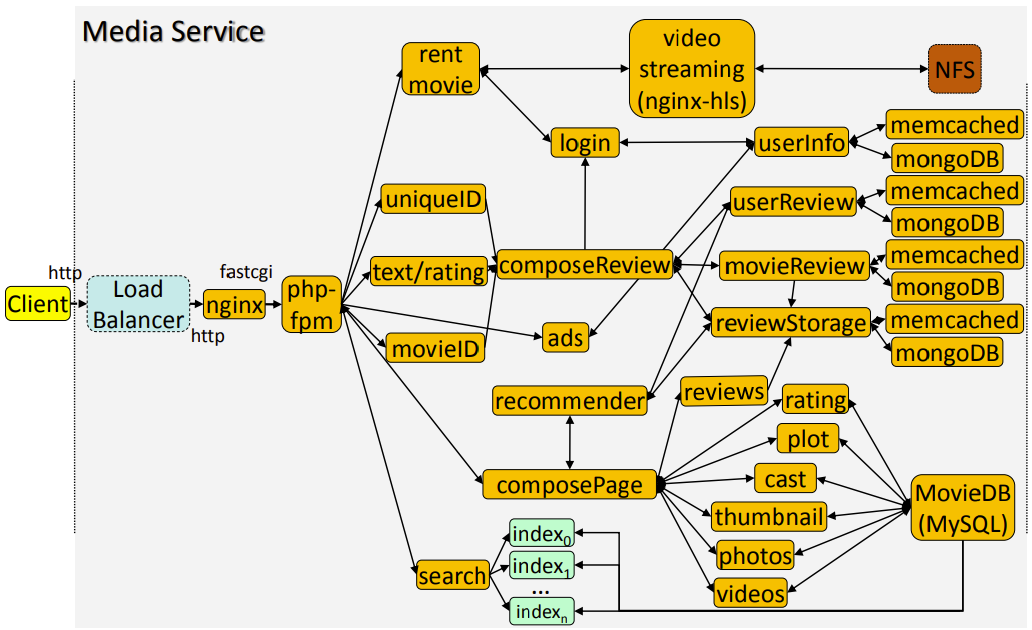 Media Service
rent
movie
video
streaming
(nginx-hls)
NFS
login
userInfo
memcached
mongoDB
uniqueID
userReview
memcached
mongoDB
text/rating
composeReview
movieReview
memcached
mongoDB
http
Client
Load
Balancer
http
nginx
fastcgi
php-
fpm
movieID
ads
reviewStorage
memcached
mongoDB
recommender
reviews
rating
plot
composePage
cast
thumbnail
photos
videos
MovieDB
(MySQL)
search
index0
index1
...
indexn